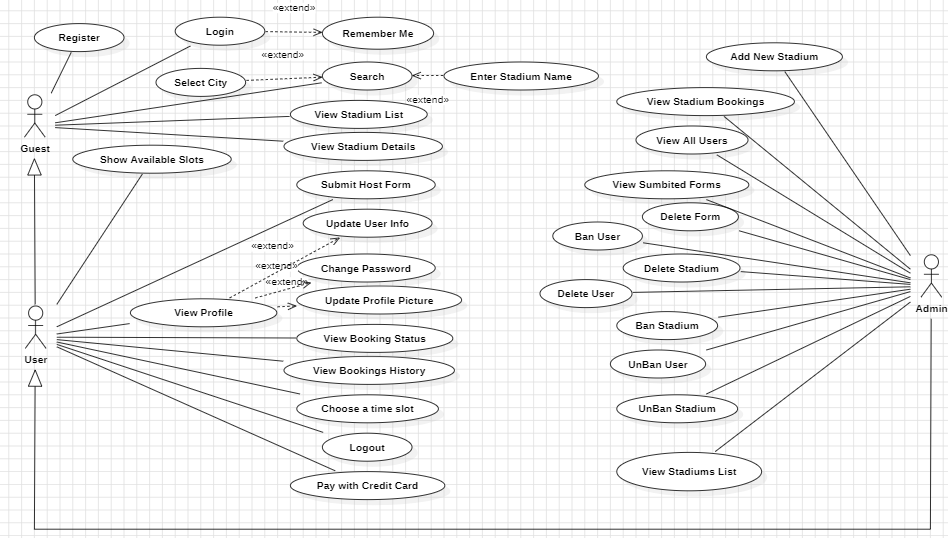 «extend»
Register
Login
Remember Me
«extend»
Select City
Search
Enter Stadium Name
«extend»
View Stadium List
View Stadium Details
Guest
Show Available Slots
Submit Host Form
Update User Info
«extend»
«extend»
Change Password
«extend»
Update Profile Picture
View Profile
View Booking Status
User
View Bookings History
Choose a time slot
Logout
Pay with Credit Card
Add New Stadium
View Stadium Bookings
View All Users
View Sumbited Forms
Delete Form
Ban User
Delete Stadium
Delete User
Admin
Ban Stadium
UnBan User
UnBan Stadium
View Stadiums List